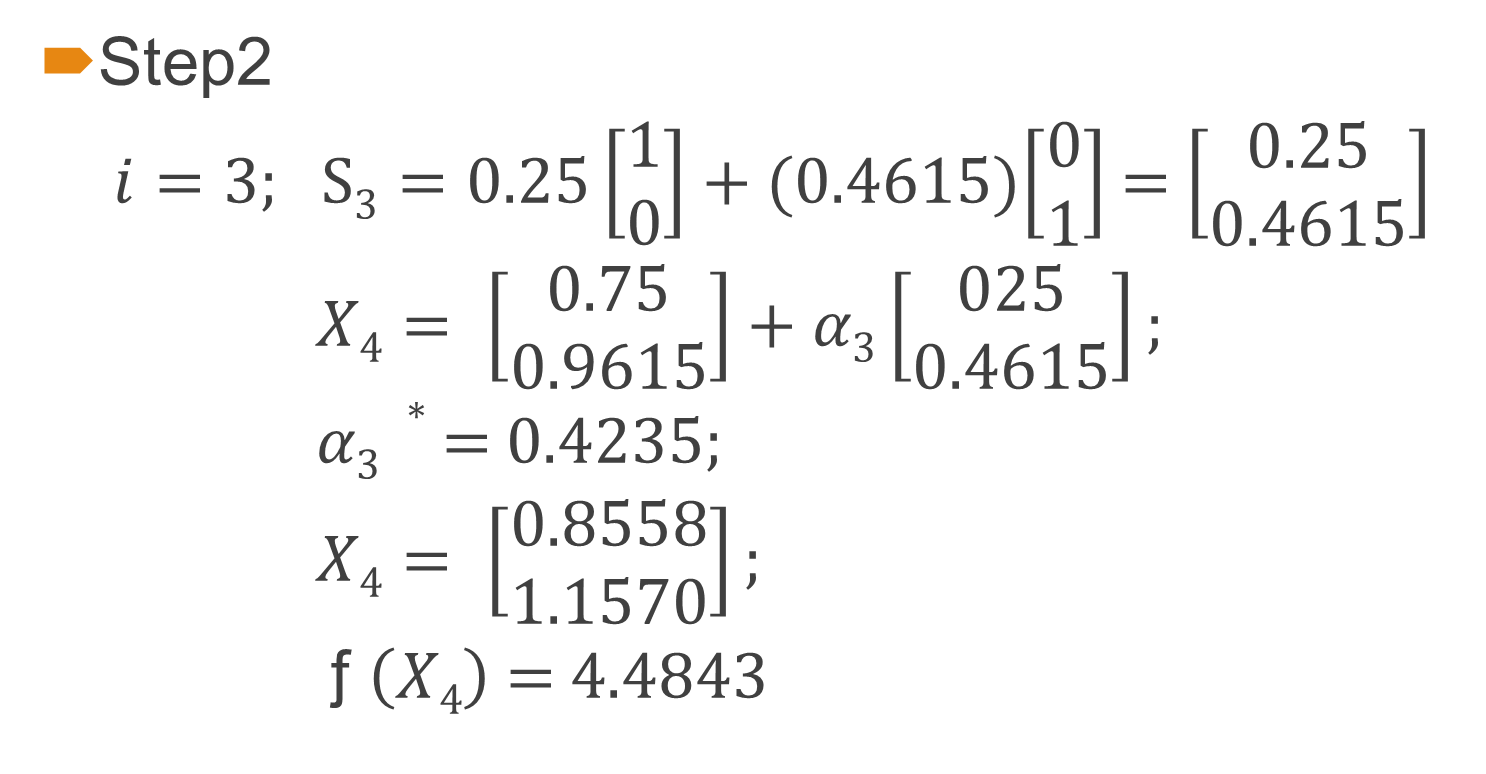 Step2
i = 3; S₃ = 0.25 [1 0] + (0.4615) [0 1] = [0.25 0.4615]
X₄ = [0.75 0.9615] + α₃ [025 0.4615] ;
α₃ * = 0.4235;
X₄ = [0.8558 1.1570] ;
ƒ (X₄) = 4.4843